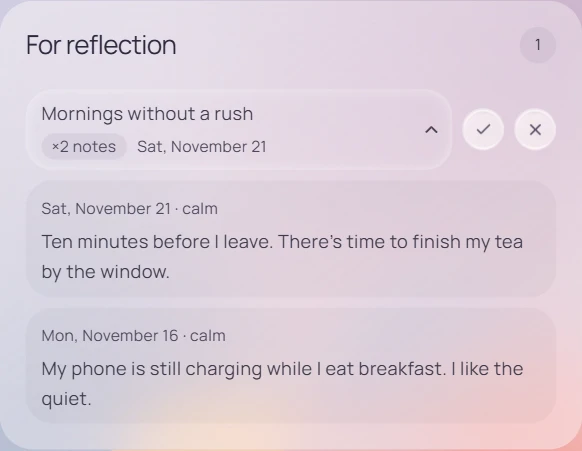 For reflection
1
Mornings without a rush
×2 notes Sat, November 21
Sat, November 21 · calm
Ten minutes before I leave. There's time to finish my tea
by the window.
Mon, November 16 · calm
My phone is still charging while I eat breakfast. I like the
quiet.